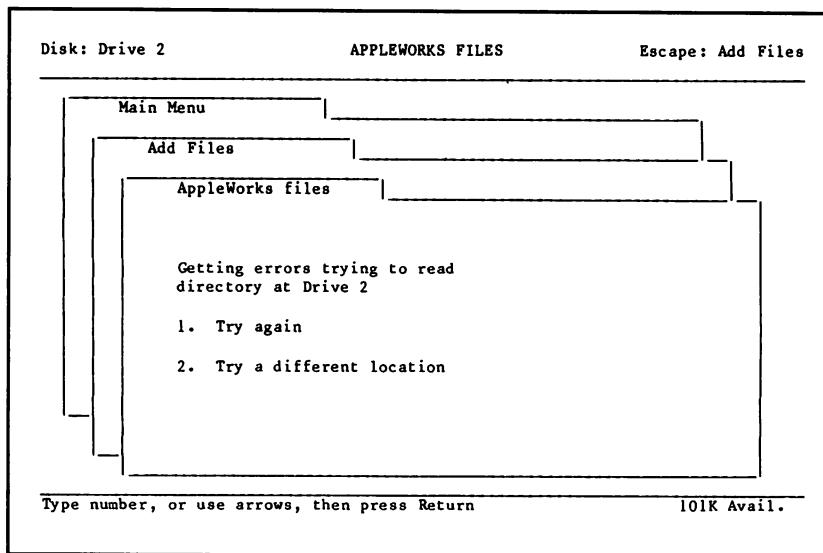 Disk: Drive 2 APPLEWORKS FILES Escape: Add Files
Main Menu
Add Files
AppleWorks files
Getting errors trying to read
directory at Drive 2
1. Try again
2. Try a different location
Type number, or use arrows, then press Return 101K Avail.